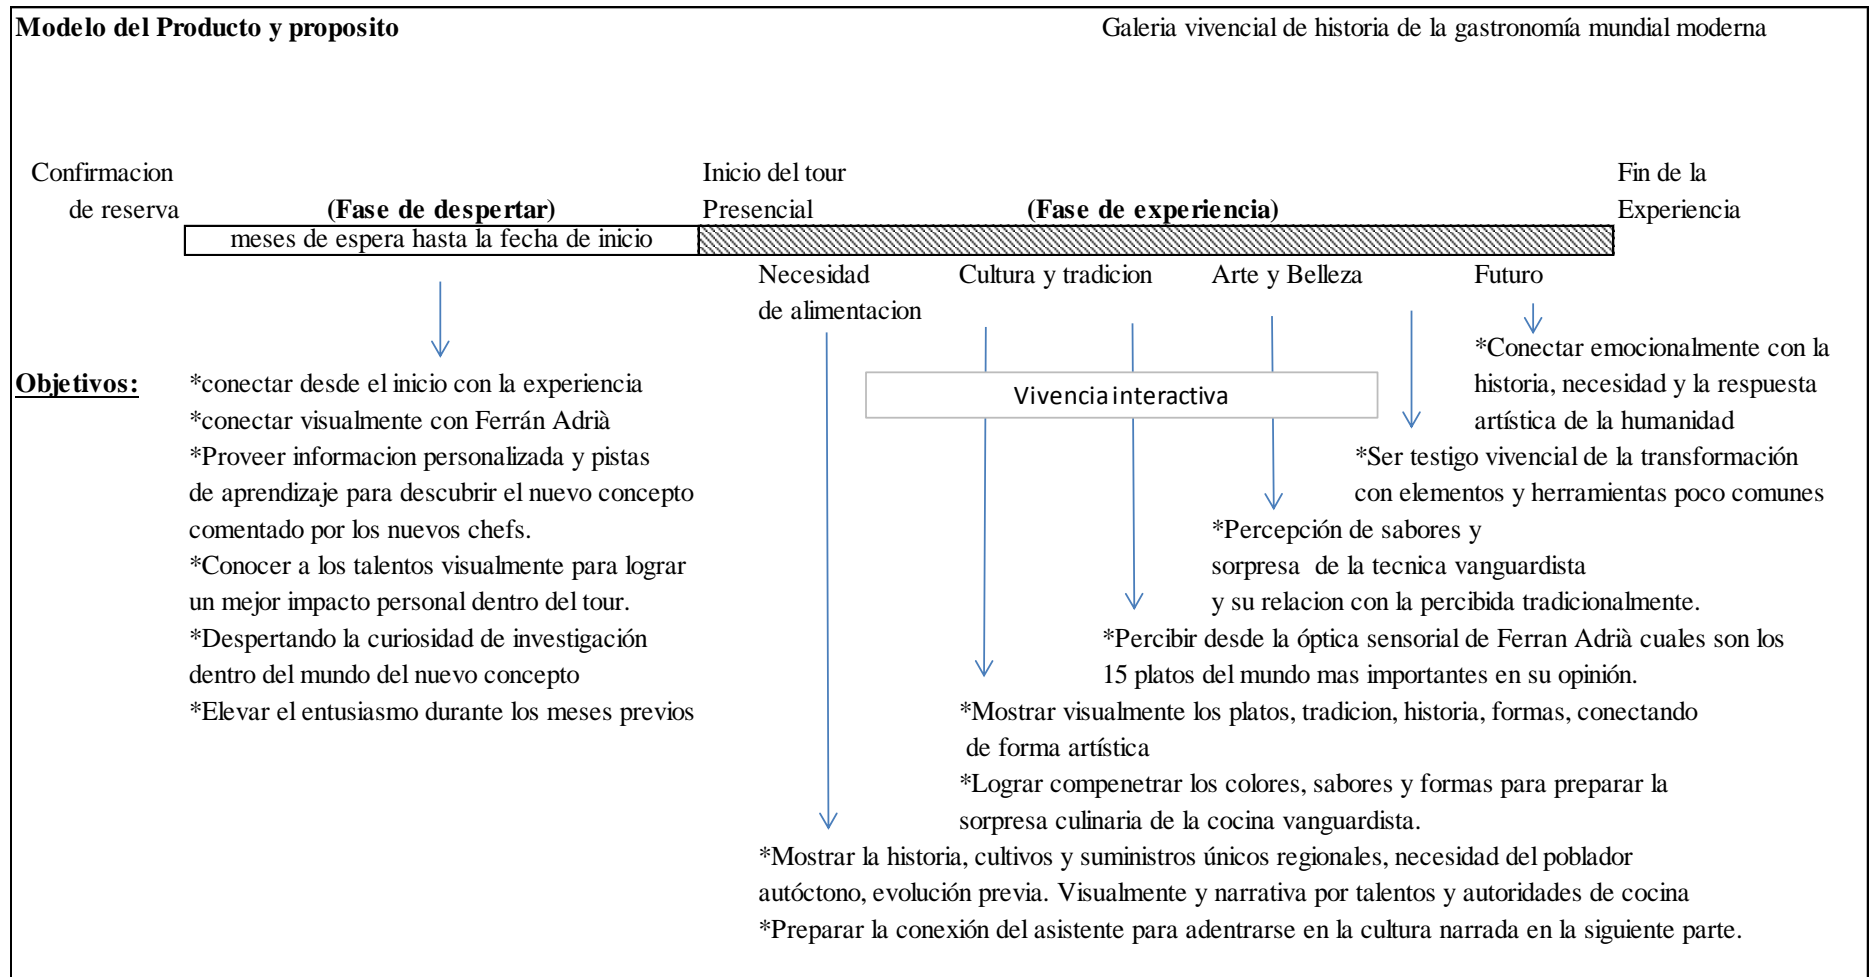 Modelo del Producto y proposito
Galeria vivencial de historia de la gastronomía mundial moderna
Confirmacion
de reserva
(Fase de despertar)
meses de espera hasta la fecha de inicio
Inicio del tour
Presencial
(Fase de experiencia)
Fin de la
Experiencia
Necesidad
de alimentacion
Cultura y tradicion
Arte y Belleza
Futuro
Objetivos:
*conectar desde el inicio con la experiencia
*conectar visualmente con Ferrán Adrià
*Proveer informacion personalizada y pistas
de aprendizaje para descubrir el nuevo concepto
comentado por los nuevos chefs.
*Conocer a los talentos visualmente para lograr
un mejor impacto personal dentro del tour.
*Despertando la curiosidad de investigación
dentro del mundo del nuevo concepto
*Elevar el entusiasmo durante los meses previos
Vivencia interactiva
*Conectar emocionalmente con la
historia, necesidad y la respuesta
artística de la humanidad
*Ser testigo vivencial de la transformación
con elementos y herramientas poco comunes
*Percepción de sabores y
sorpresa de la tecnica vanguardista
y su relacion con la percibida tradicionalmente.
*Percibir desde la óptica sensorial de Ferran Adrià cuales son los
15 platos del mundo mas importantes en su opinión.
*Mostrar visualmente los platos, tradicion, historia, formas, conectando
de forma artística
*Lograr compenetrar los colores, sabores y formas para preparar la
sorpresa culinaria de la cocina vanguardista.
*Mostrar la historia, cultivos y suministros únicos regionales, necesidad del poblador
autóctono, evolución previa. Visualmente y narrativa por talentos y autoridades de cocina
*Preparar la conexión del asistente para adentrarse en la cultura narrada en la siguiente parte.